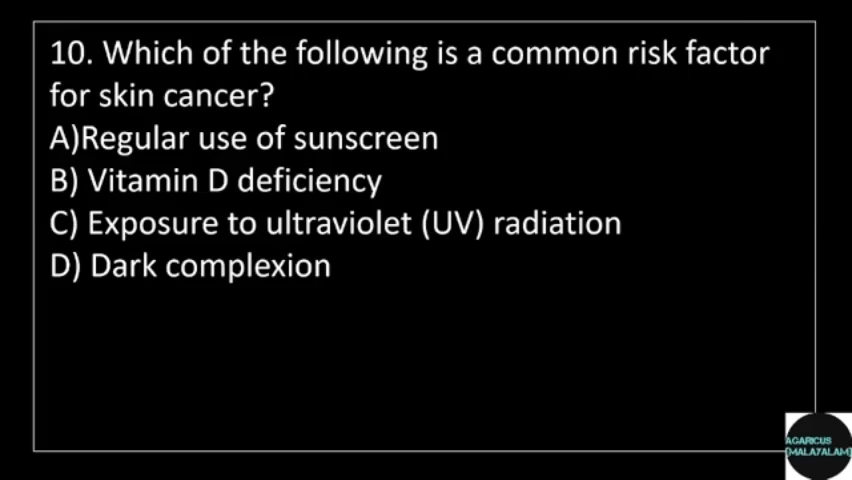 10. Which of the following is a common risk factor
for skin cancer?
A)Regular use of sunscreen
B) Vitamin D deficiency
C) Exposure to ultraviolet (UV) radiation
D) Dark complexion
AGARICUS
(MALAYALAM)